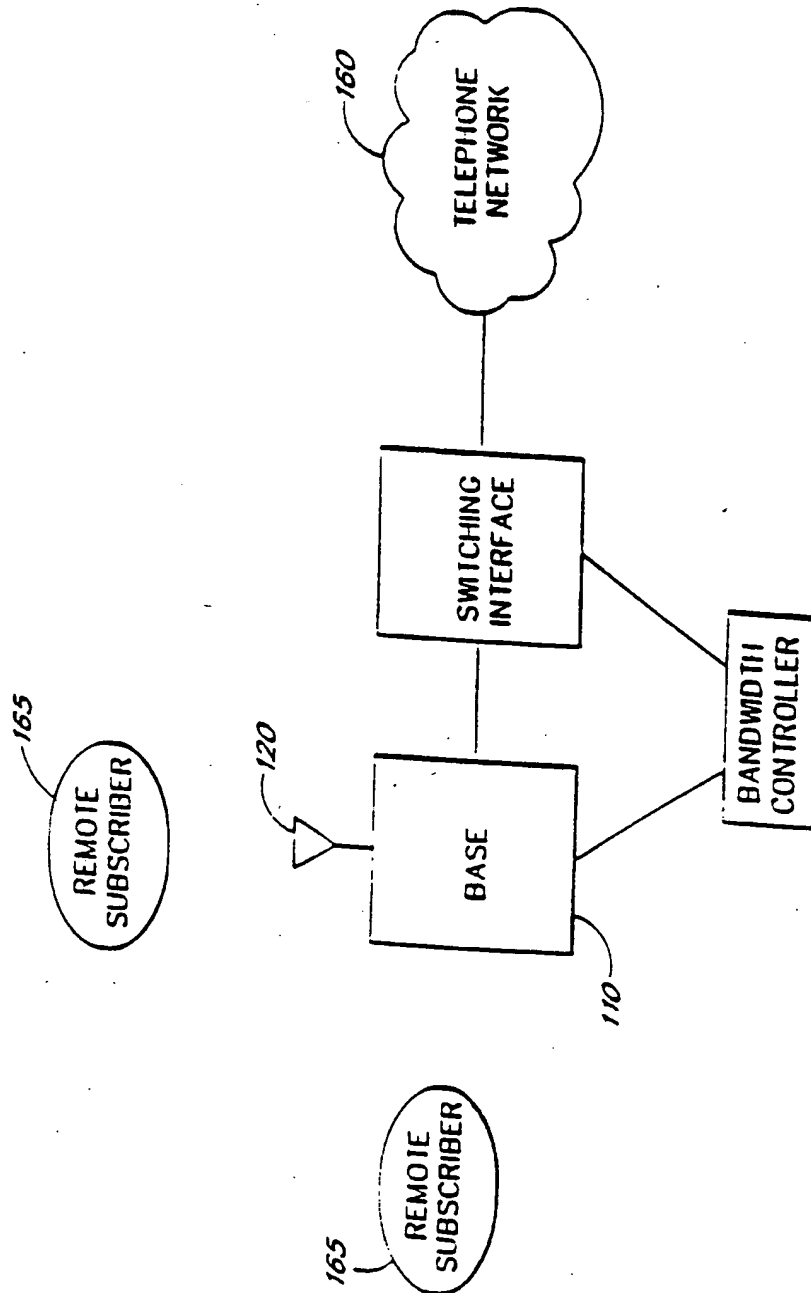 165
REMOTE
SUBSCRIBER
165
REMOTE
SUBSCRIBER
120
BASE
110
SWITCHING
INTERFACE
160
TELEPHONE
NETWORK
BANDWIDTH
CONTROLLER